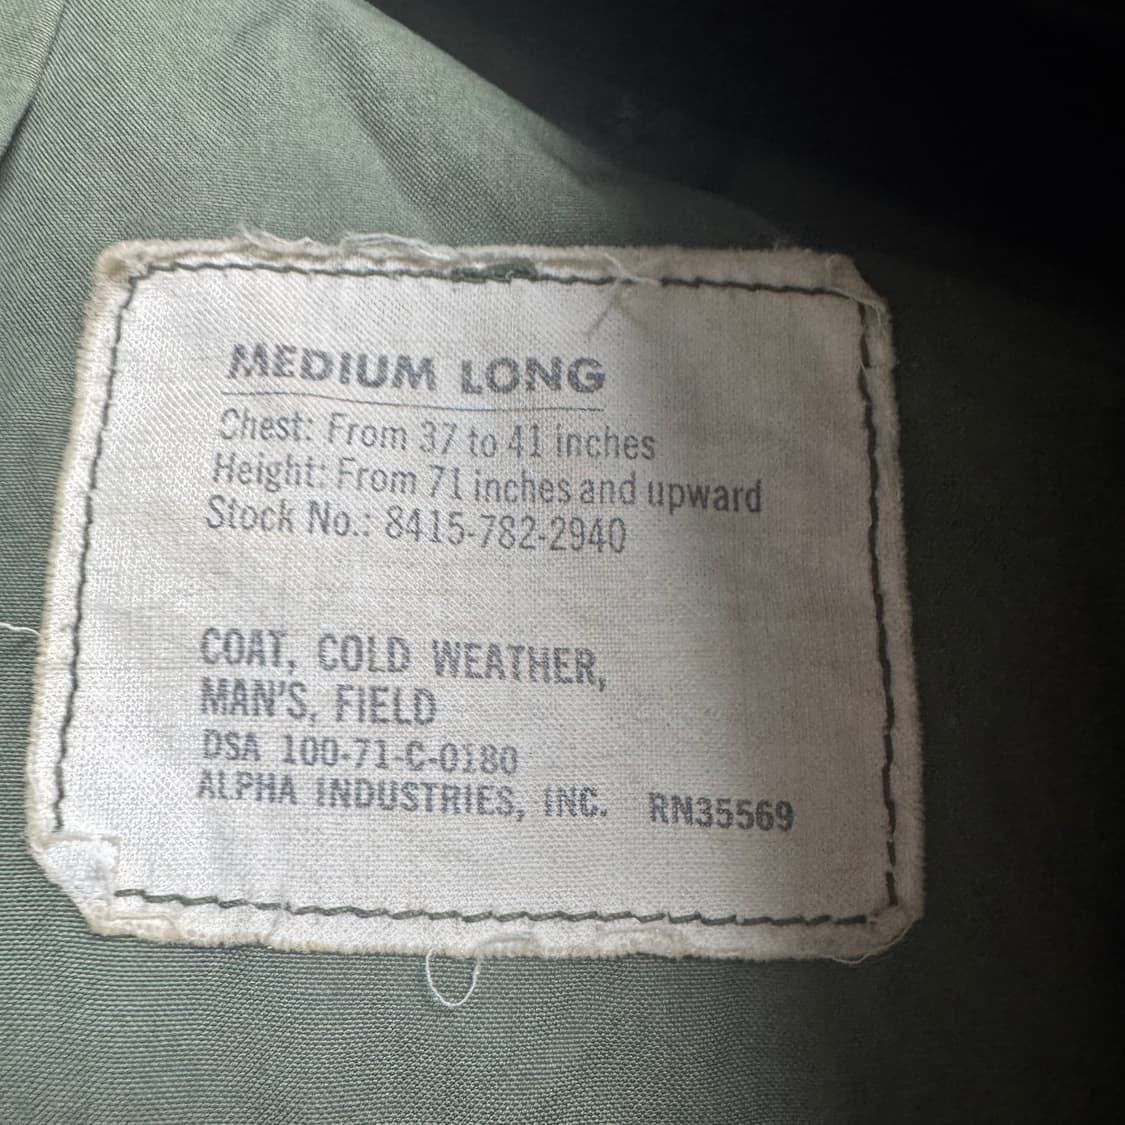 MEDIUM LONG
Chest: From 37 to 41 inches
Height: From 71 inches and upward
Stock No.: 8415-782-2940
COAT, COLD WEATHER,
MAN'S, FIELD
DSA 100-71-C-0180
ALPHA INDUSTRIES, INC. RN35569